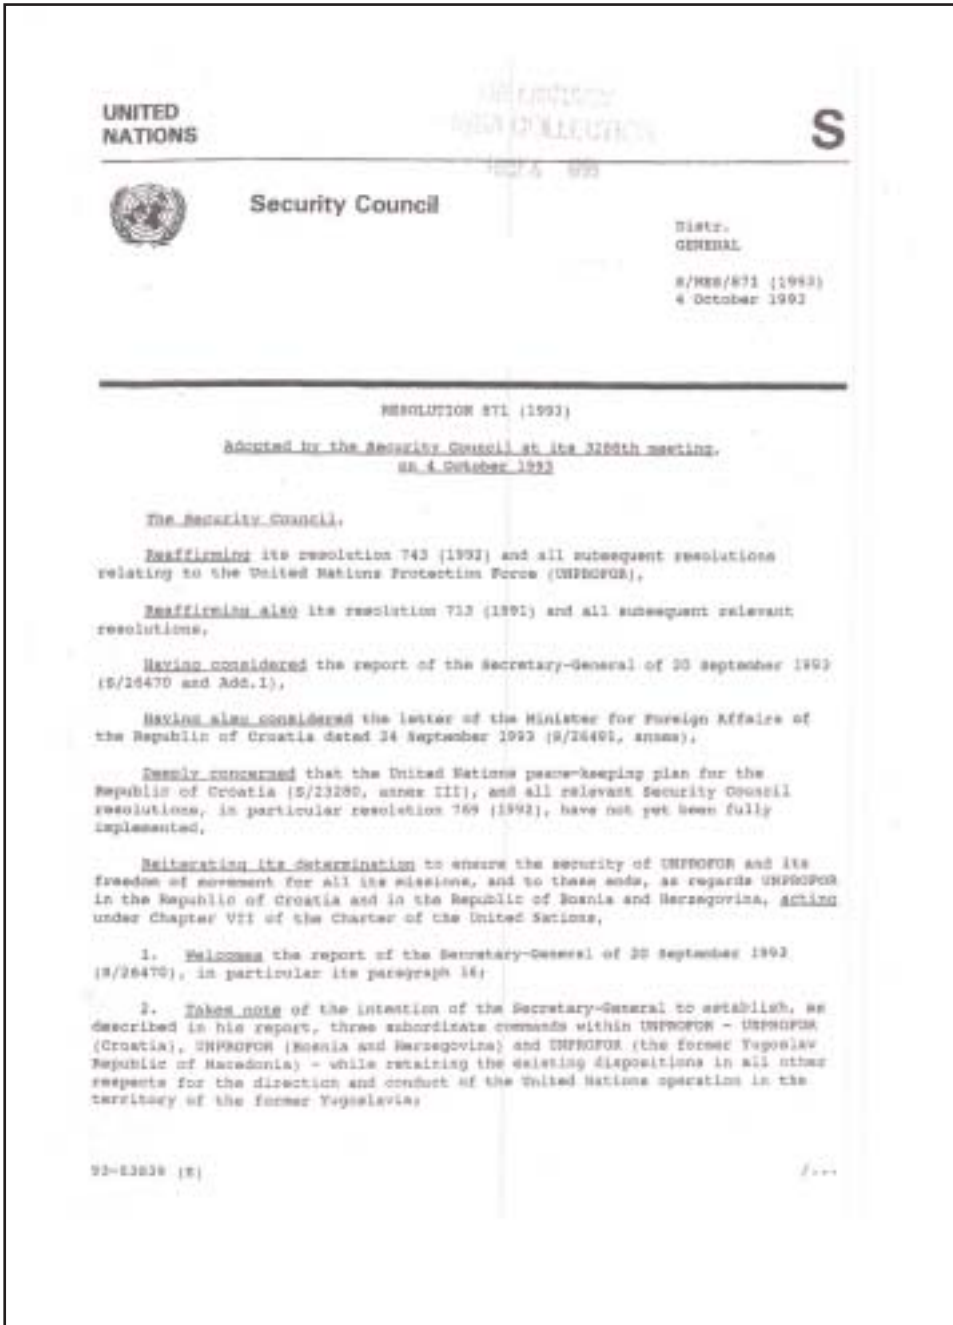 UNITED
NATIONS
S
Security Council
Distr.
GENERAL
S/RES/871 (1993)
4 October 1993
RESOLUTION 871 (1993)
Adopted by the Security Council at its 3286th meeting,
on 4 October 1993
The Security Council,
Reaffirming its resolution 743 (1992) and all subsequent resolutions
relating to the United Nations Protection Force (UNPROFOR),
Reaffirming also its resolution 713 (1991) and all subsequent relevant
resolutions,
Having considered the report of the Secretary-General of 20 September 1993
(S/26470 and Add.1),
Having also considered the letter of the Minister for Foreign Affairs of
the Republic of Croatia dated 24 September 1993 (S/26491, annex),
Deeply concerned that the United Nations peace-keeping plan for the
Republic of Croatia (S/23280, annex III), and all relevant Security Council
resolutions, in particular resolution 769 (1992), have not yet been fully
implemented,
Reiterating its determination to ensure the security of UNPROFOR and its
freedom of movement for all its missions, and to these ends, as regards UNPROFOR
in the Republic of Croatia and in the Republic of Bosnia and Herzegovina, acting
under Chapter VII of the Charter of the United Nations,
1. Welcomes the report of the Secretary-General of 20 September 1993
(S/26470), in particular its paragraph 16;
2. Takes note of the intention of the Secretary-General to establish, as
described in his report, three subordinate commands within UNPROFOR - UNPROFOR
(Croatia), UNPROFOR (Bosnia and Herzegovina) and UNPROFOR (the former Yugoslav
Republic of Macedonia) - while retaining the existing dispositions in all other
respects for the direction and conduct of the United Nations operation in the
territory of the former Yugoslavia;
(E)
/...